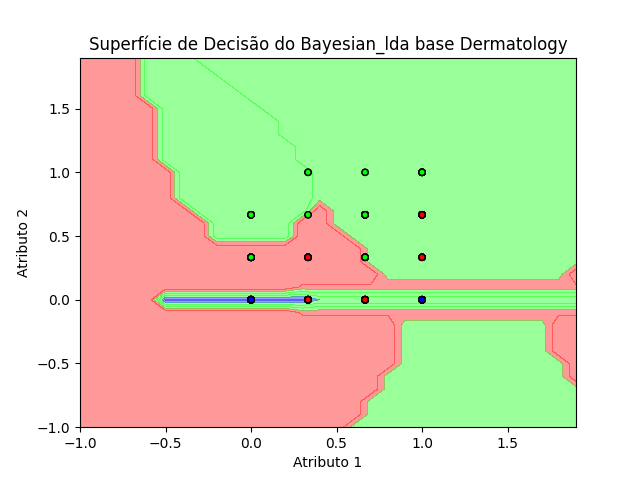 Superfície de Decisão do Bayesian_lda base Dermatology
1.5
1.0
0.5
0.0
−0.5
−1.0
Atributo 2
−1.0 −0.5 0.0 0.5 1.0 1.5
Atributo 1